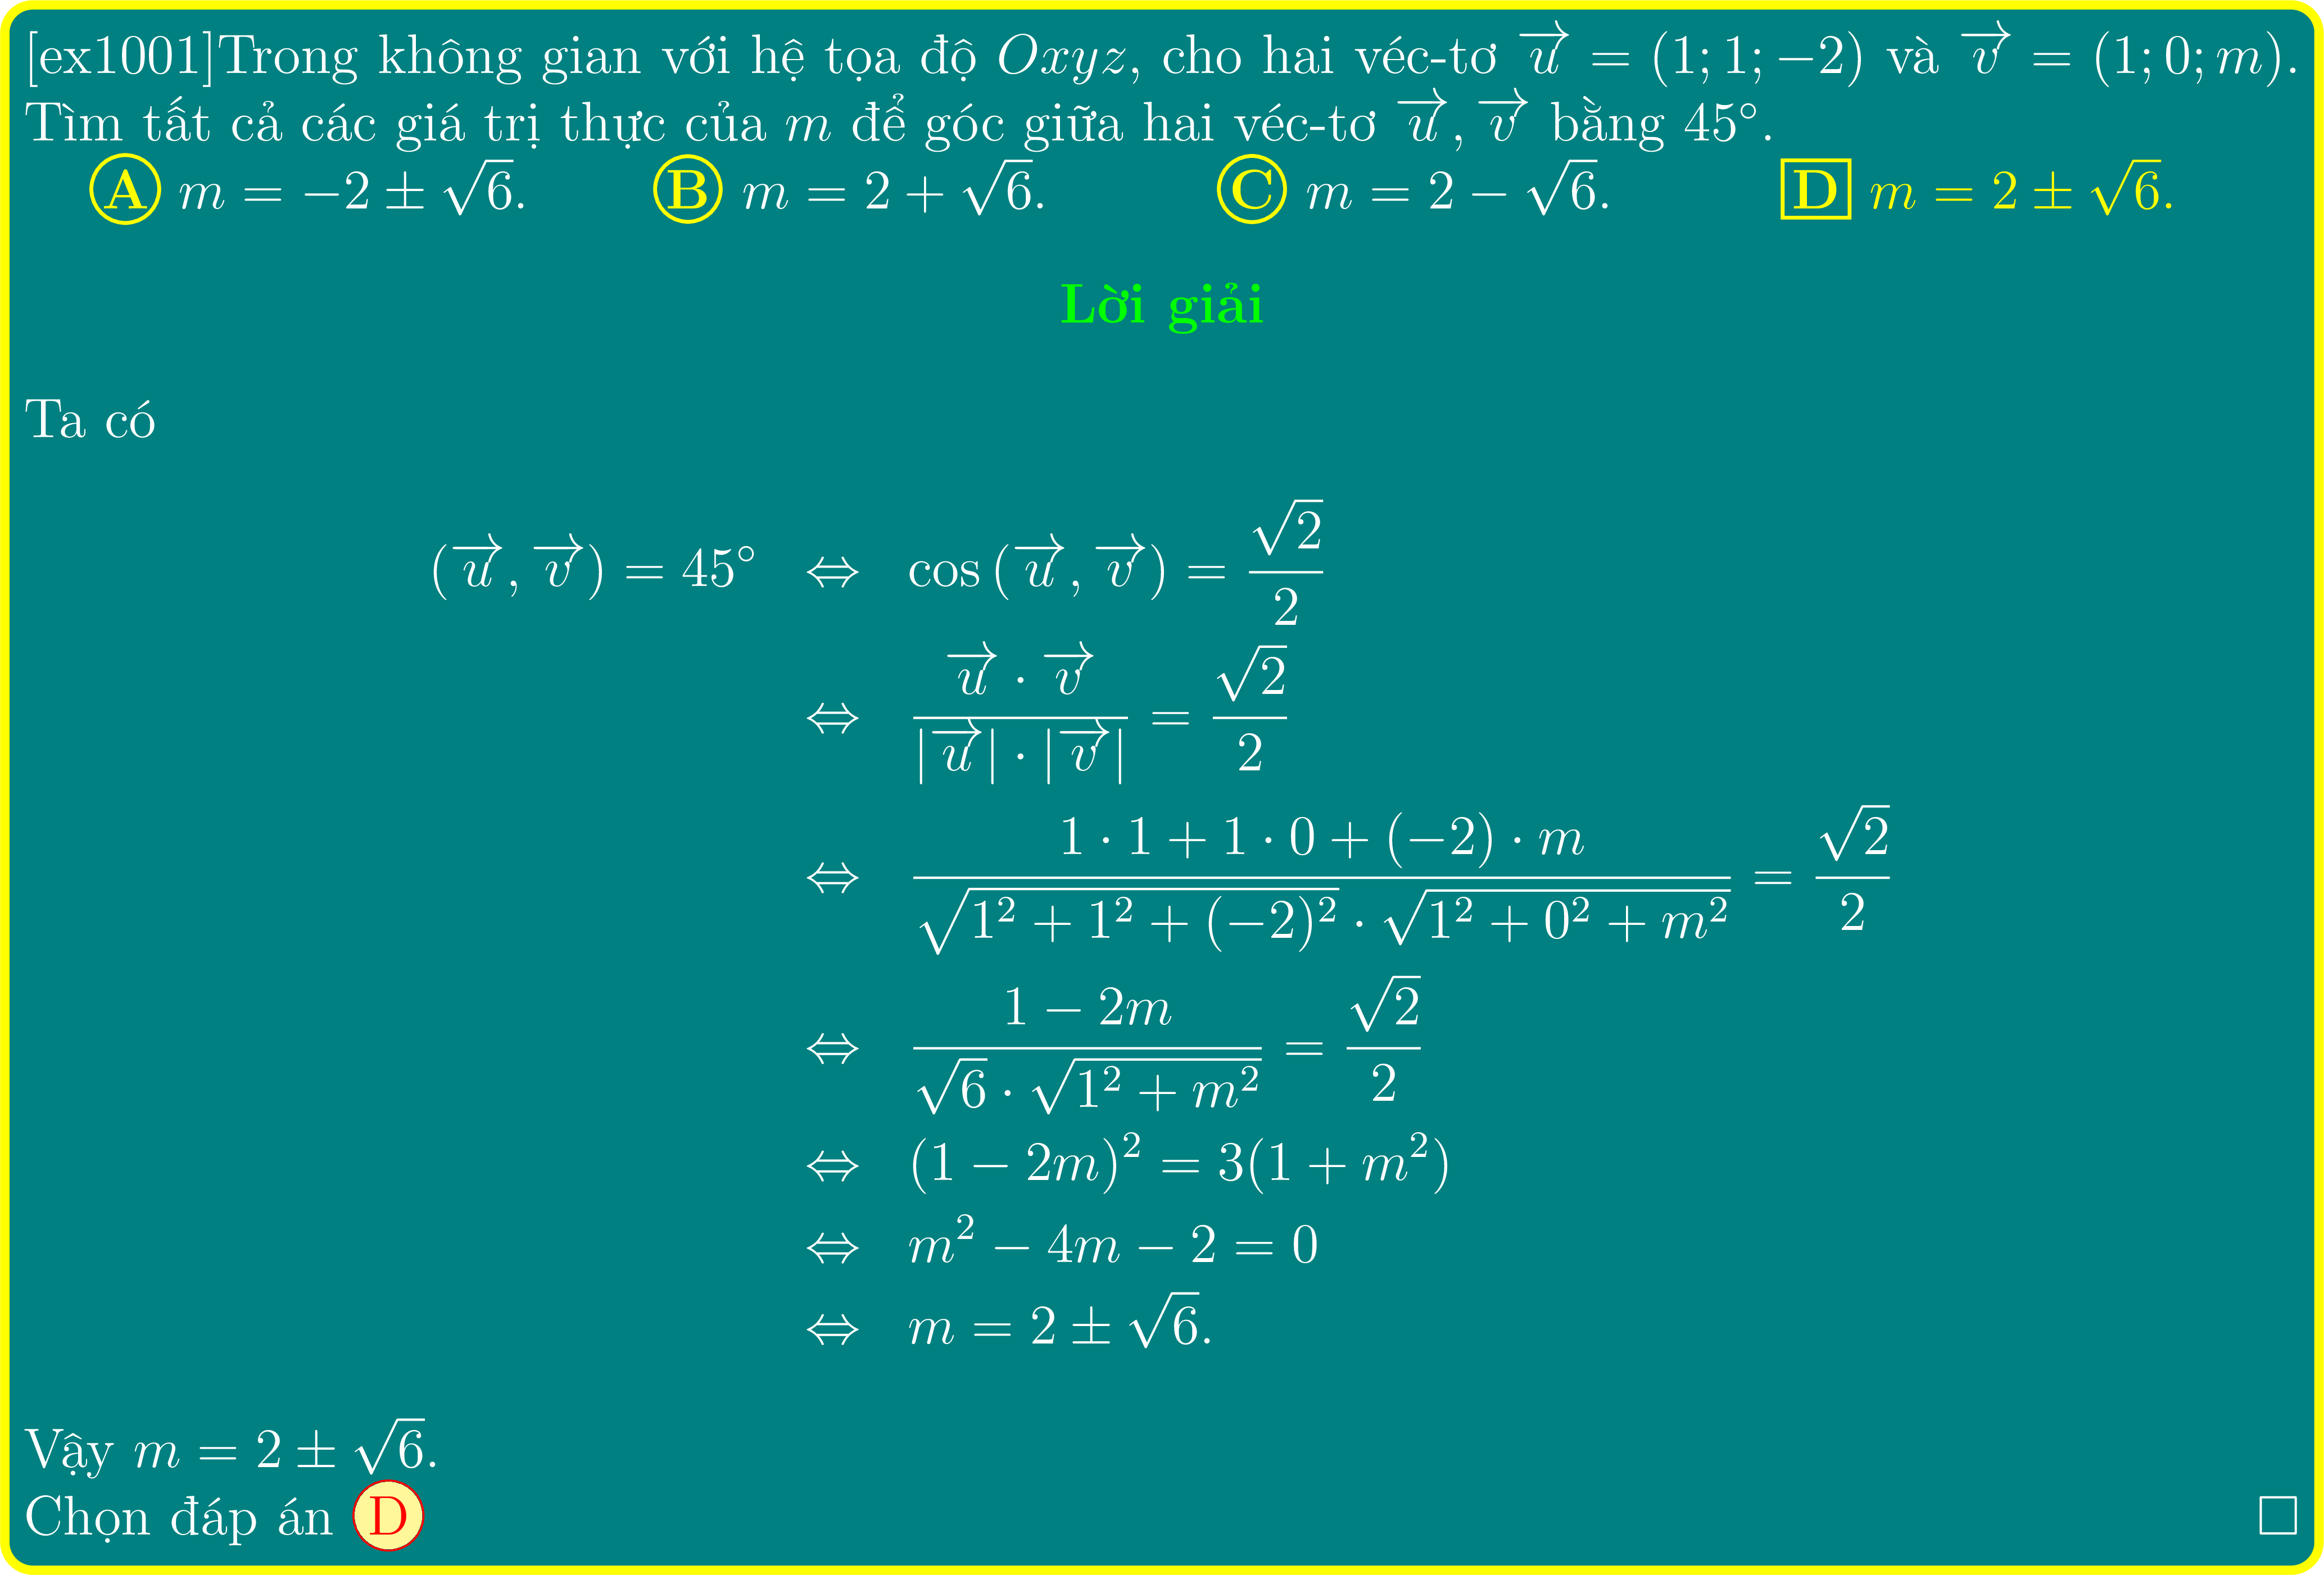 [ex1001]Trong không gian với hệ tọa độ $Oxyz$, cho hai véc-tơ $\overrightarrow{u} = (1; 1; -2)$ và $\overrightarrow{v} = (1; 0; m)$.
Tìm tất cả các giá trị thực của $m$ để góc giữa hai véc-tơ $\overrightarrow{u}, \overrightarrow{v}$ bằng $45^\circ$.
A $m = -2 \pm \sqrt{6}$. B $m = 2 + \sqrt{6}$. C $m = 2 - \sqrt{6}$. D $m = 2 \pm \sqrt{6}$.
Lời giải
Ta có
$(\overrightarrow{u}, \overrightarrow{v}) = 45^\circ \Leftrightarrow \cos(\overrightarrow{u}, \overrightarrow{v}) = \frac{\sqrt{2}}{2}$
$\Leftrightarrow \frac{\overrightarrow{u} \cdot \overrightarrow{v}}{|\overrightarrow{u}| \cdot |\overrightarrow{v}|} = \frac{\sqrt{2}}{2}$
$\Leftrightarrow \frac{1 \cdot 1 + 1 \cdot 0 + (-2) \cdot m}{\sqrt{1^2 + 1^2 + (-2)^2} \cdot \sqrt{1^2 + 0^2 + m^2}} = \frac{\sqrt{2}}{2}$
$\Leftrightarrow \frac{1 - 2m}{\sqrt{6} \cdot \sqrt{1^2 + m^2}} = \frac{\sqrt{2}}{2}$
$\Leftrightarrow (1 - 2m)^2 = 3(1 + m^2)$
$\Leftrightarrow m^2 - 4m - 2 = 0$
$\Leftrightarrow m = 2 \pm \sqrt{6}.$
Vậy $m = 2 \pm \sqrt{6}$.
Chọn đáp án D □